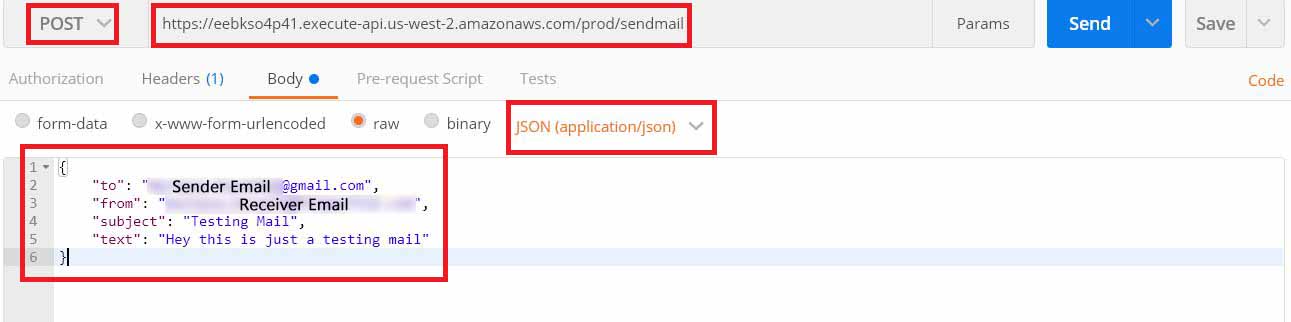 POST https://eebkso4p41.execute-api.us-west-2.amazonaws.com/prod/sendmail Params Send Save
Authorization Headers (1) Body Pre-request Script Tests Code
form-data x-www-form-urlencoded raw binary JSON (application/json)
1 {
2 "to": "Sender Email@gmail.com",
3 "from": "Receiver Email",
4 "subject": "Testing Mail",
5 "text": "Hey this is just a testing mail"
6 }